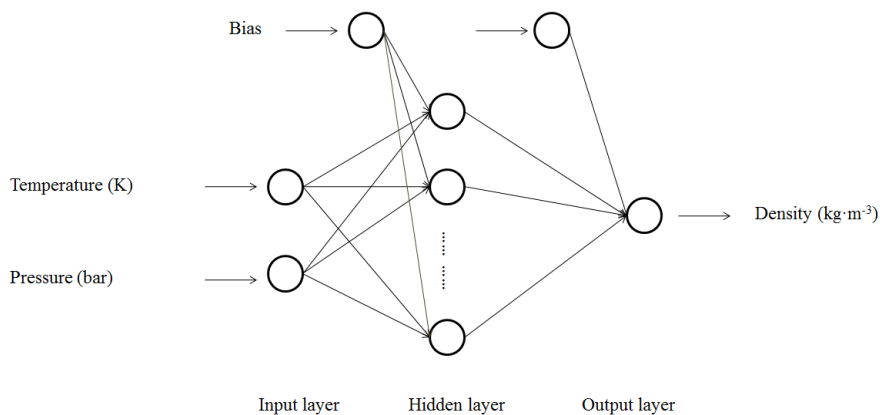 Bias
Temperature (K)
Density (kg·m⁻³)
Pressure (bar)
Input layer
Hidden layer
Output layer